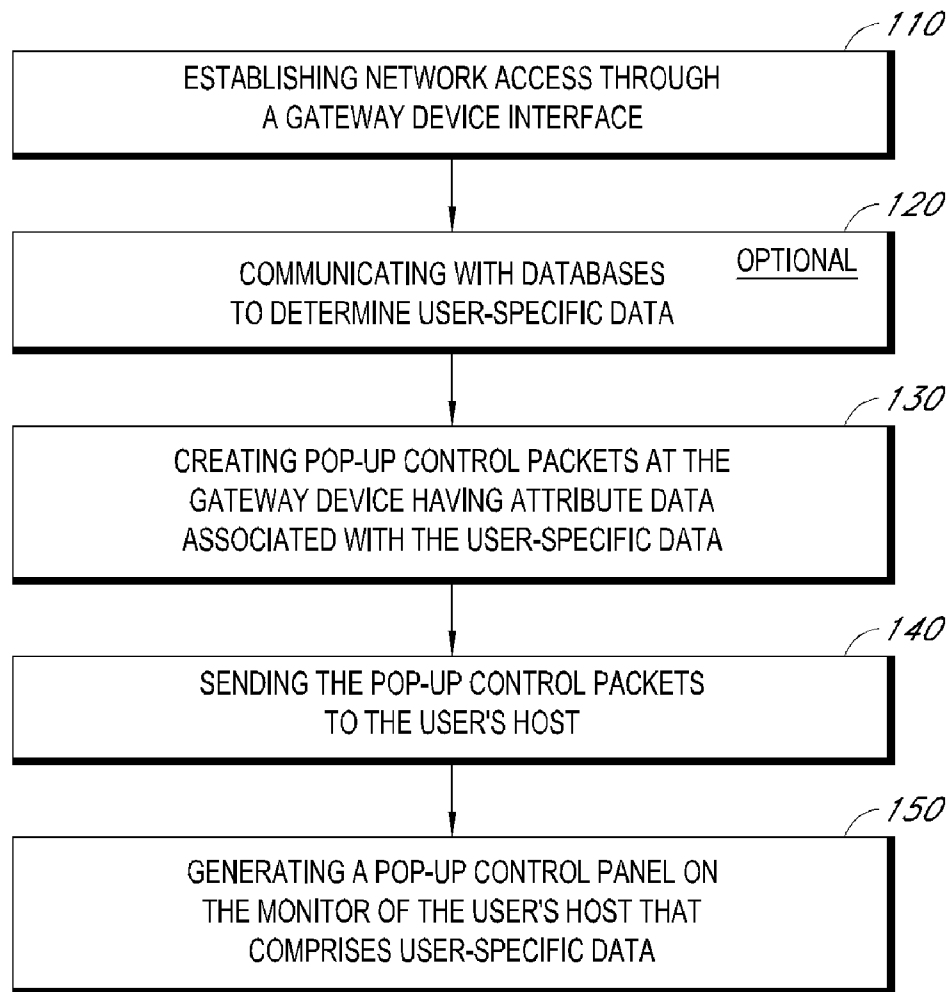 110
ESTABLISHING NETWORK ACCESS THROUGH
A GATEWAY DEVICE INTERFACE
120
OPTIONAL
COMMUNICATING WITH DATABASES
TO DETERMINE USER-SPECIFIC DATA
130
CREATING POP-UP CONTROL PACKETS AT THE
GATEWAY DEVICE HAVING ATTRIBUTE DATA
ASSOCIATED WITH THE USER-SPECIFIC DATA
140
SENDING THE POP-UP CONTROL PACKETS
TO THE USER'S HOST
150
GENERATING A POP-UP CONTROL PANEL ON
THE MONITOR OF THE USER'S HOST THAT
COMPRISES USER-SPECIFIC DATA